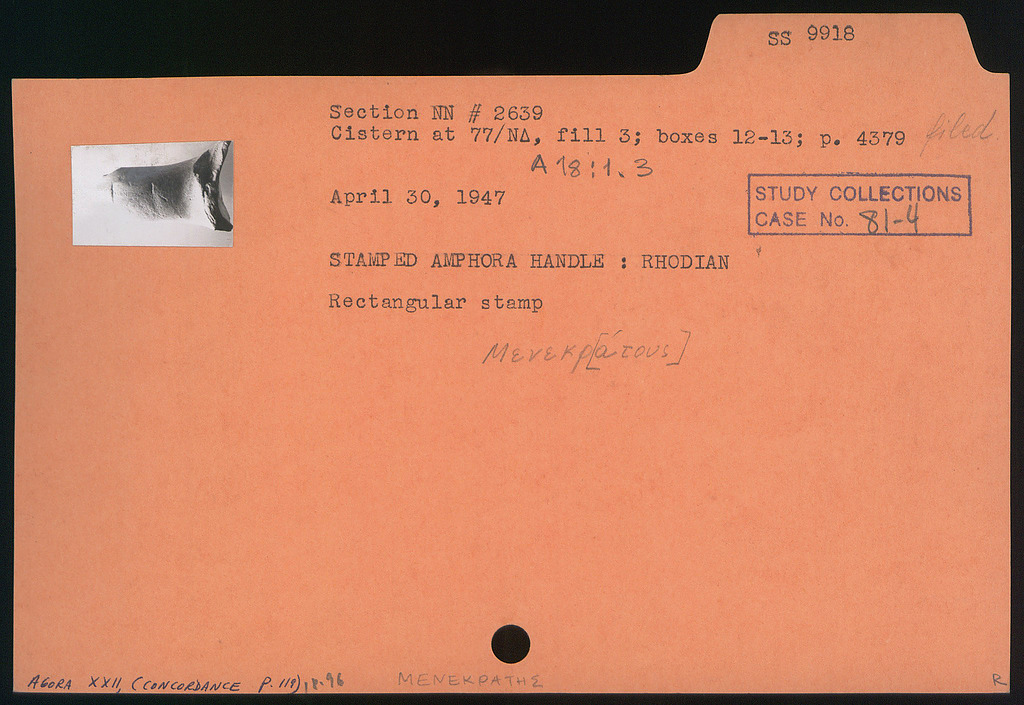 SS 9918
Section NN # 2639
Cistern at 77/ΝΔ, fill 3; boxes 12-13; p. 4379 filed
A 18:1.3
April 30, 1947
STUDY COLLECTIONS
CASE No. 81-4
STAMPED AMPHORA HANDLE : RHODIAN
Rectangular stamp
Μενεκρ[άτους]
AGORA XXII, (CONCORDANCE P. 119), p. 96 ΜΕΝΕΚΡΑΤΗΣ R